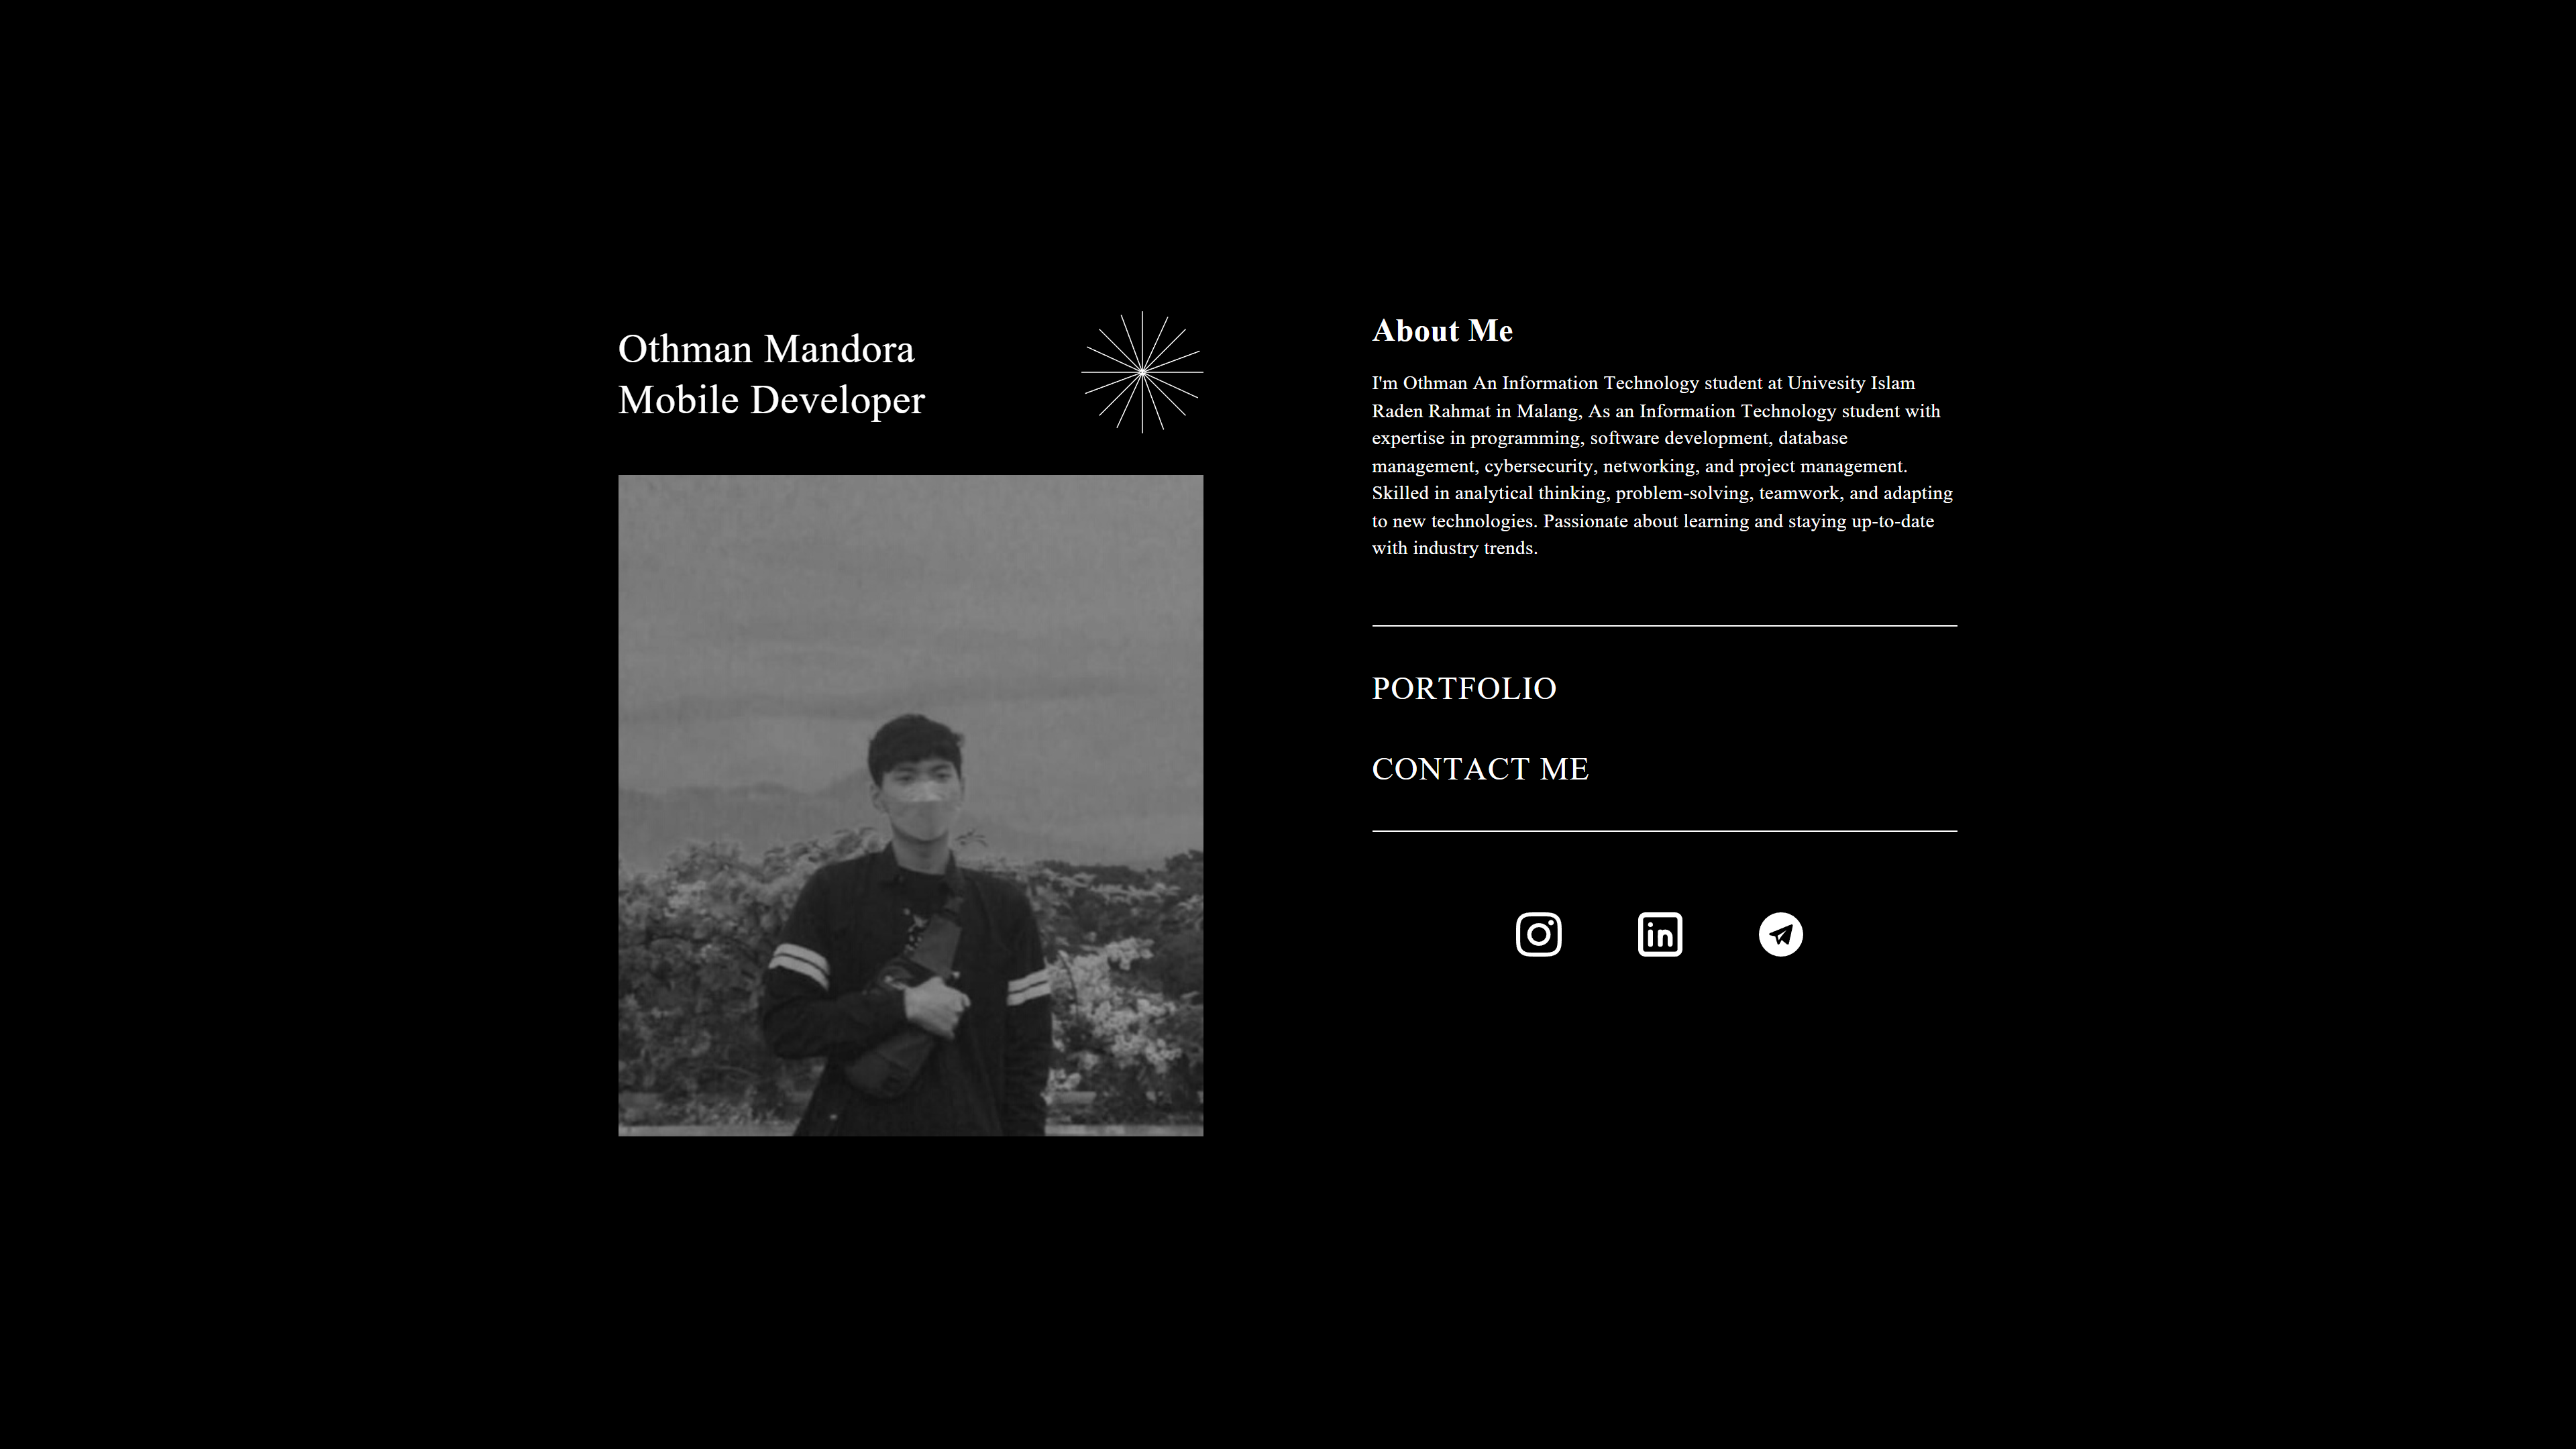 Othman Mandora
Mobile Developer
About Me
I'm Othman An Information Technology student at Univesity Islam
Raden Rahmat in Malang, As an Information Technology student with
expertise in programming, software development, database
management, cybersecurity, networking, and project management.
Skilled in analytical thinking, problem-solving, teamwork, and adapting
to new technologies. Passionate about learning and staying up-to-date
with industry trends.
PORTFOLIO
CONTACT ME
in